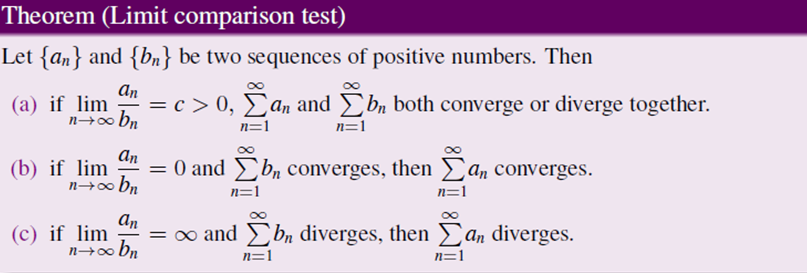 Theorem (Limit comparison test)
Let {aₙ} and {bₙ} be two sequences of positive numbers. Then
(a) if lim_{n→∞} aₙ/bₙ = c > 0, ∑_{n=1}^{∞} aₙ and ∑_{n=1}^{∞} bₙ both converge or diverge together.
(b) if lim_{n→∞} aₙ/bₙ = 0 and ∑_{n=1}^{∞} bₙ converges, then ∑_{n=1}^{∞} aₙ converges.
(c) if lim_{n→∞} aₙ/bₙ = ∞ and ∑_{n=1}^{∞} bₙ diverges, then ∑_{n=1}^{∞} aₙ diverges.